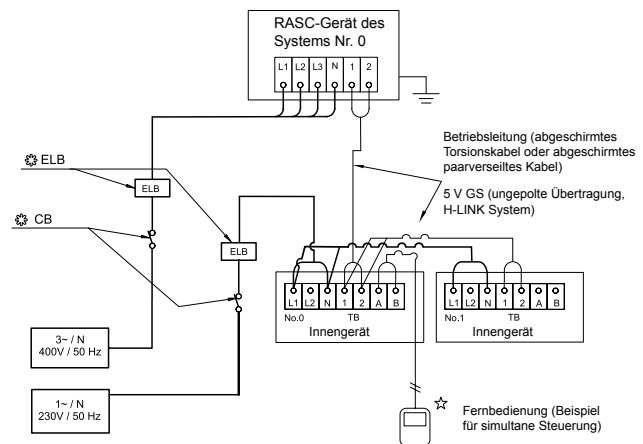 RASC-Gerät des
Systems Nr. 0
L1 L2 L3 N 1 2
Betriebsleitung (abgeschirmtes
Torsionskabel oder abgeschirmtes
paarverseiltes Kabel)
5 V GS (ungepolte Übertragung,
H-LINK System)
ELB
ELB
CB
ELB
L1 L2 N 1 2 A B
No.0 TB
Innengerät
L1 L2 N 1 2 A B
No.1 TB
Innengerät
3~ / N
400V / 50 Hz
1~ / N
230V / 50 Hz
Fernbedienung (Beispiel
für simultane Steuerung)